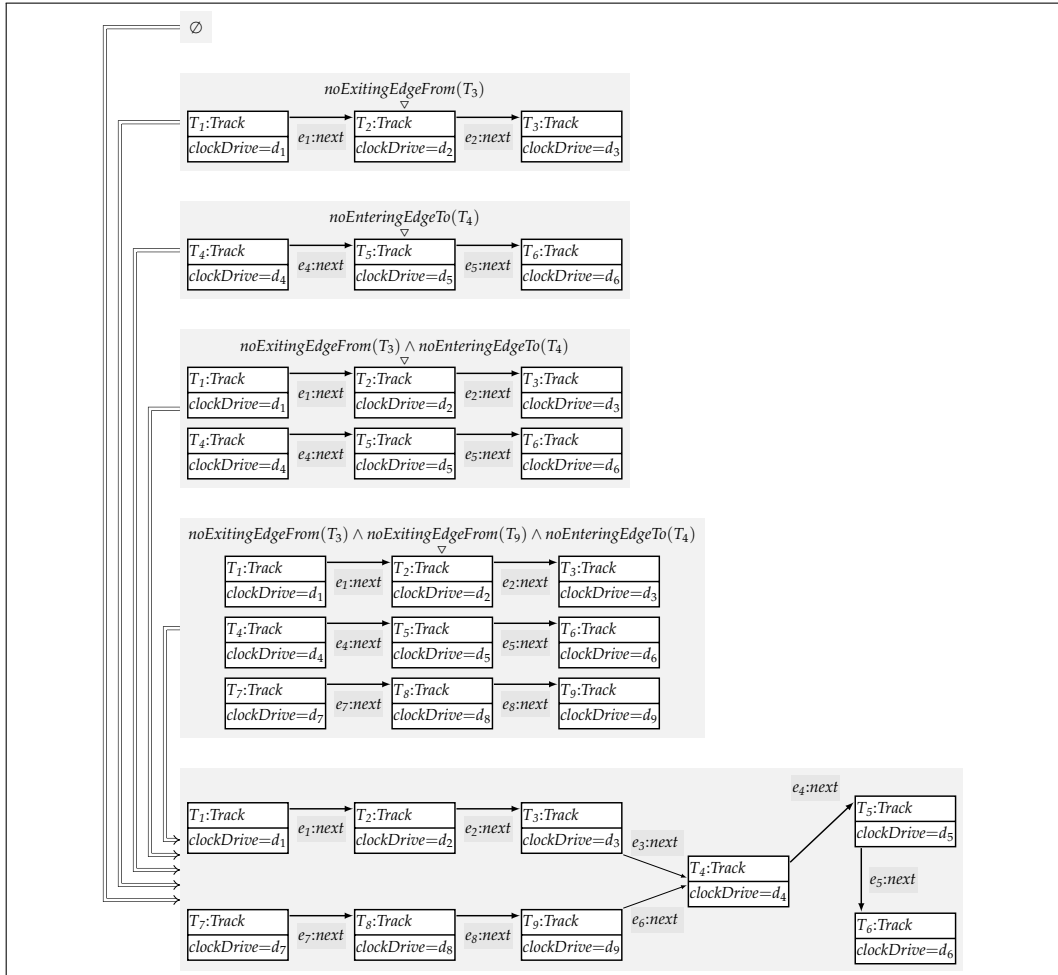 ∅
noExitingEdgeFrom(T₃)
▽
T₁:Track T₂:Track T₃:Track
e₁:next e₂:next
clockDrive=d₁ clockDrive=d₂ clockDrive=d₃
noEnteringEdgeTo(T₄)
▽
T₄:Track T₅:Track T₆:Track
e₄:next e₅:next
clockDrive=d₄ clockDrive=d₅ clockDrive=d₆
noExitingEdgeFrom(T₃) ∧ noEnteringEdgeTo(T₄)
▽
T₁:Track T₂:Track T₃:Track
e₁:next e₂:next
clockDrive=d₁ clockDrive=d₂ clockDrive=d₃
T₄:Track T₅:Track T₆:Track
e₄:next e₅:next
clockDrive=d₄ clockDrive=d₅ clockDrive=d₆
noExitingEdgeFrom(T₃) ∧ noExitingEdgeFrom(T₉) ∧ noEnteringEdgeTo(T₄)
▽
T₁:Track T₂:Track T₃:Track
e₁:next e₂:next
clockDrive=d₁ clockDrive=d₂ clockDrive=d₃
T₄:Track T₅:Track T₆:Track
e₄:next e₅:next
clockDrive=d₄ clockDrive=d₅ clockDrive=d₆
T₇:Track T₈:Track T₉:Track
e₇:next e₈:next
clockDrive=d₇ clockDrive=d₈ clockDrive=d₉
e₄:next
T₁:Track T₂:Track T₃:Track T₅:Track
e₁:next e₂:next
clockDrive=d₁ clockDrive=d₂ clockDrive=d₃ clockDrive=d₅
e₃:next
T₄:Track
e₅:next
clockDrive=d₄
T₇:Track T₈:Track T₉:Track e₆:next T₆:Track
e₇:next e₈:next
clockDrive=d₇ clockDrive=d₈ clockDrive=d₉ clockDrive=d₆